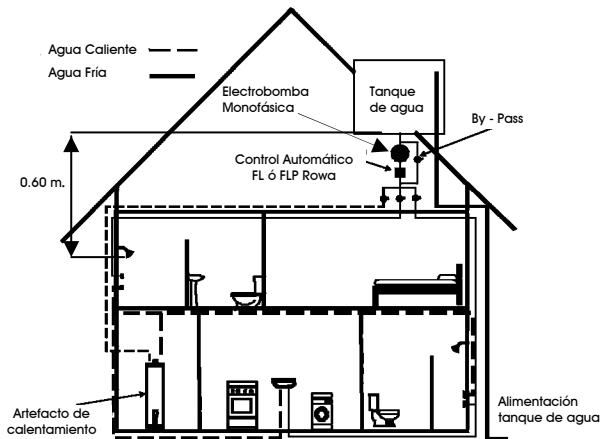 Agua Caliente
Agua Fría
Electrobomba
Monofásica
Tanque
de agua
By - Pass
Control Automático
FL ó FLP Rowa
0.60 m.
Artefacto de
calentamiento
Alimentación
tanque de agua